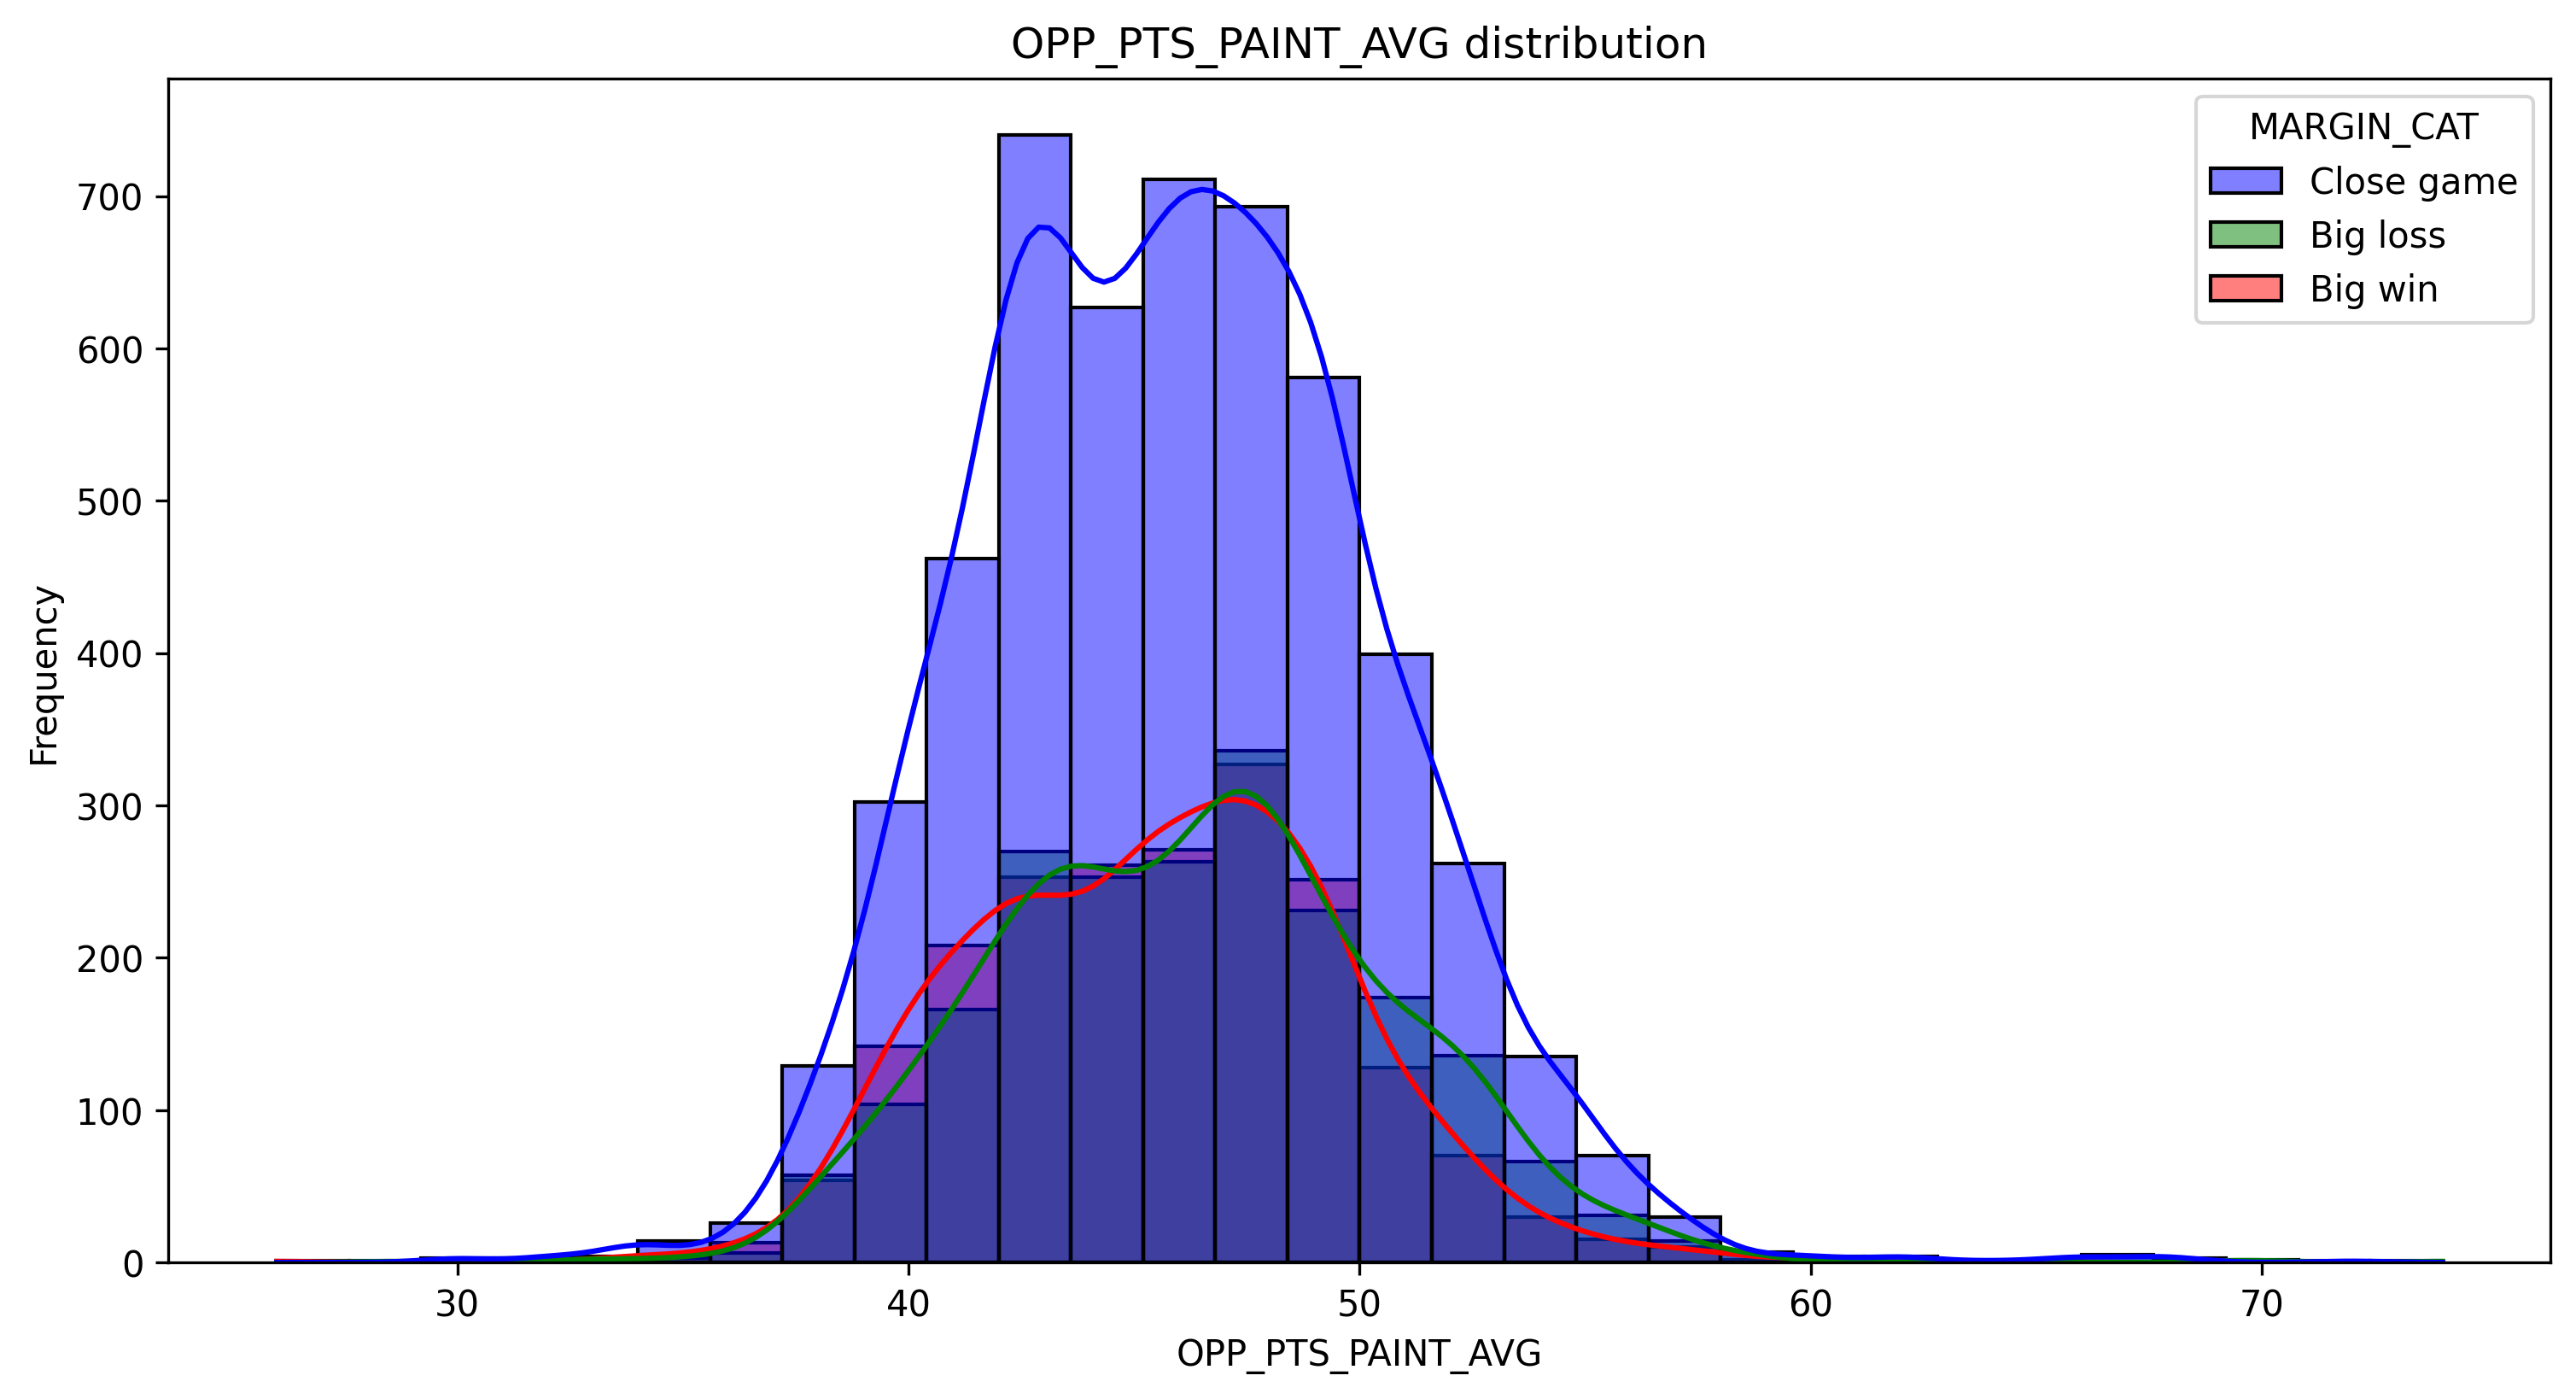 OPP_PTS_PAINT_AVG distribution
MARGIN_CAT
Close game
Big loss
Big win
Frequency
700
600
500
400
300
200
100
0
30 40 50 60 70
OPP_PTS_PAINT_AVG